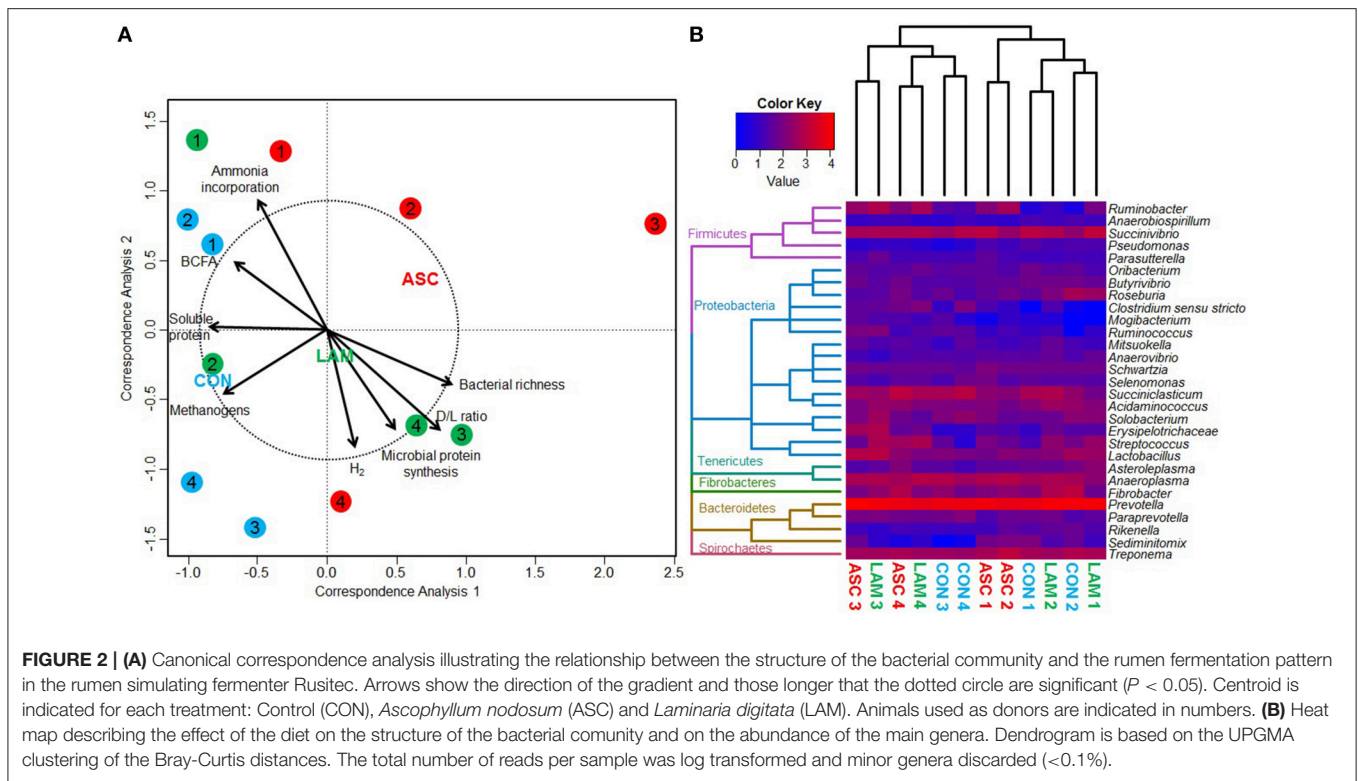 A
1.5
1.0
0.5
0.0
-0.5
-1.0
-1.5
Correspondence Analysis 2
-1.0
-0.5
0.0
0.5
1.0
1.5
2.0
2.5
Correspondence Analysis 1
1
1
Ammonia
incorporation
2
2
3
1
BCFA
ASC
Soluble
protein
LAM
2
CON
Methanogens
Bacterial richness
D/L ratio
4
3
Microbial protein
synthesis
H2
4
4
3
B
Color Key
0 1 2 3 4
Value
Firmicutes
Proteobacteria
Tenericutes
Fibrobacteres
Bacteroidetes
Spirochaetes
Ruminobacter
Anaerobiospirillum
Succinivibrio
Pseudomonas
Parasutterella
Oribacterium
Butyrivibrio
Roseburia
Clostridium sensu stricto
Mogibacterium
Ruminococcus
Mitsuokella
Anaerovibrio
Schwartzia
Selenomonas
Succiniclasticum
Acidaminococcus
Solobacterium
Erysipelotrichaceae
Streptococcus
Lactobacillus
Asteroleplasma
Anaeroplasma
Fibrobacter
Prevotella
Paraprevotella
Rikenella
Sediminitomix
Treponema
ASC 3
LAM 3
ASC 4
LAM 4
CON 3
CON 4
ASC 1
ASC 2
CON 1
LAM 2
CON 2
LAM 1
FIGURE 2 | (A) Canonical correspondence analysis illustrating the relationship between the structure of the bacterial community and the rumen fermentation pattern
in the rumen simulating fermenter Rusitec. Arrows show the direction of the gradient and those longer that the dotted circle are significant (P < 0.05). Centroid is
indicated for each treatment: Control (CON), Ascophyllum nodosum (ASC) and Laminaria digitata (LAM). Animals used as donors are indicated in numbers. (B) Heat
map describing the effect of the diet on the structure of the bacterial comunity and on the abundance of the main genera. Dendrogram is based on the UPGMA
clustering of the Bray-Curtis distances. The total number of reads per sample was log transformed and minor genera discarded (<0.1%).